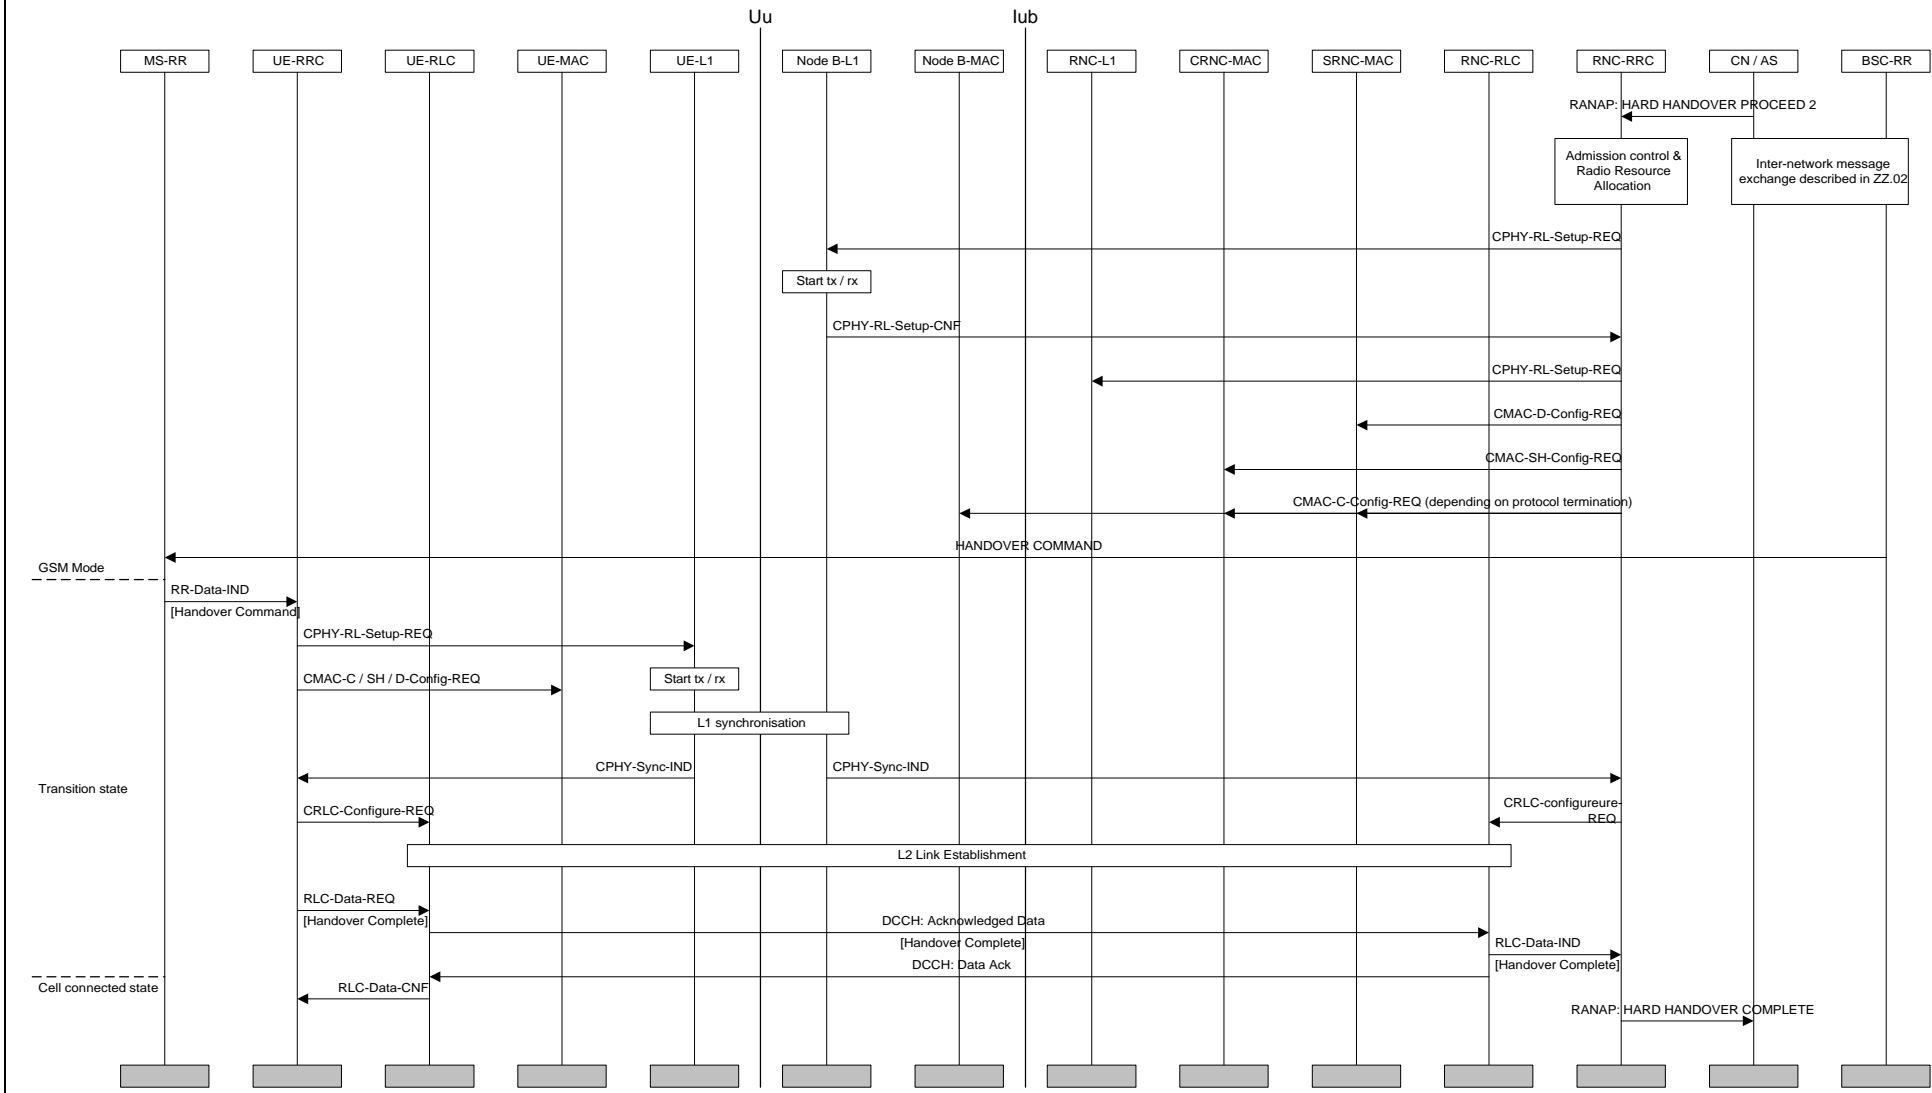 Uu
Iub
MS-RR
UE-RRC
UE-RLC
UE-MAC
UE-L1
Node B-L1
Node B-MAC
RNC-L1
CRNC-MAC
SRNC-MAC
RNC-RLC
RNC-RRC
CN / AS
BSC-RR
RANAP: HARD HANDOVER PROCEED 2
Admission control &
Radio Resource
Allocation
Inter-network message
exchange described in ZZ.02
CPHY-RL-Setup-REQ
Start tx / rx
CPHY-RL-Setup-CNF
CPHY-RL-Setup-REQ
CMAC-D-Config-REQ
CMAC-SH-Config-REQ
CMAC-C-Config-REQ (depending on protocol termination)
HANDOVER COMMAND
GSM Mode
RR-Data-IND
[Handover Command]
CPHY-RL-Setup-REQ
CMAC-C / SH / D-Config-REQ
Start tx / rx
L1 synchronisation
CPHY-Sync-IND
CPHY-Sync-IND
Transition state
CRLC-Configure-REQ
CRLC-configureure-
REQ
L2 Link Establishment
RLC-Data-REQ
[Handover Complete]
DCCH: Acknowledged Data
[Handover Complete]
RLC-Data-IND
[Handover Complete]
DCCH: Data Ack
Cell connected state
RLC-Data-CNF
RANAP: HARD HANDOVER COMPLETE